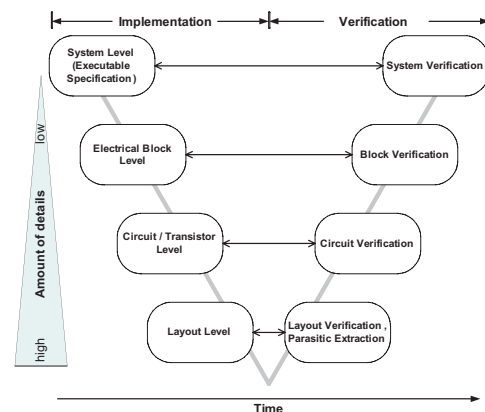 Implementation
Verification
System Level
(Executable
Specification)
System Verification
Electrical Block
Level
Block Verification
Circuit / Transistor
Level
Circuit Verification
Layout Level
Layout Verification ,
Parasitic Extraction
low
Amount of details
high
Time